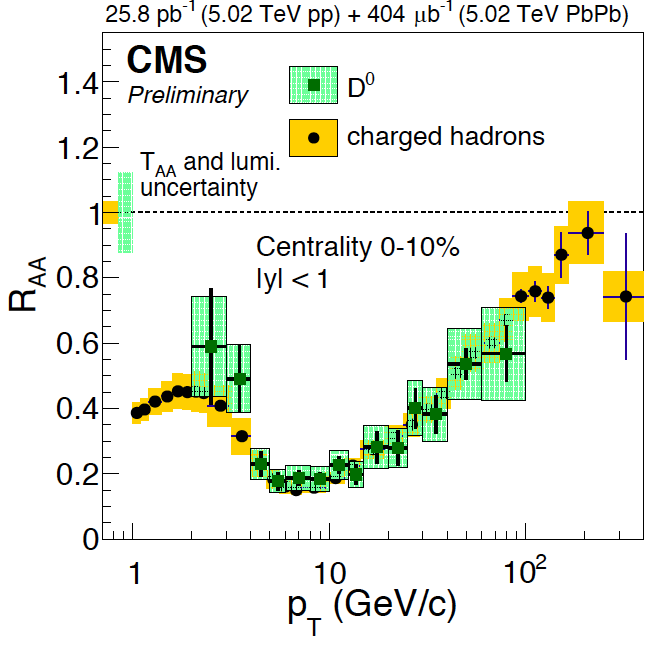 25.8 pb⁻¹ (5.02 TeV pp) + 404 μb⁻¹ (5.02 TeV PbPb)
CMS
Preliminary
D⁰
charged hadrons
T_AA and lumi.
uncertainty
Centrality 0-10%
|y| < 1
R_AA
1.4
1.2
1
0.8
0.6
0.4
0.2
0
1
10
10²
p_T (GeV/c)